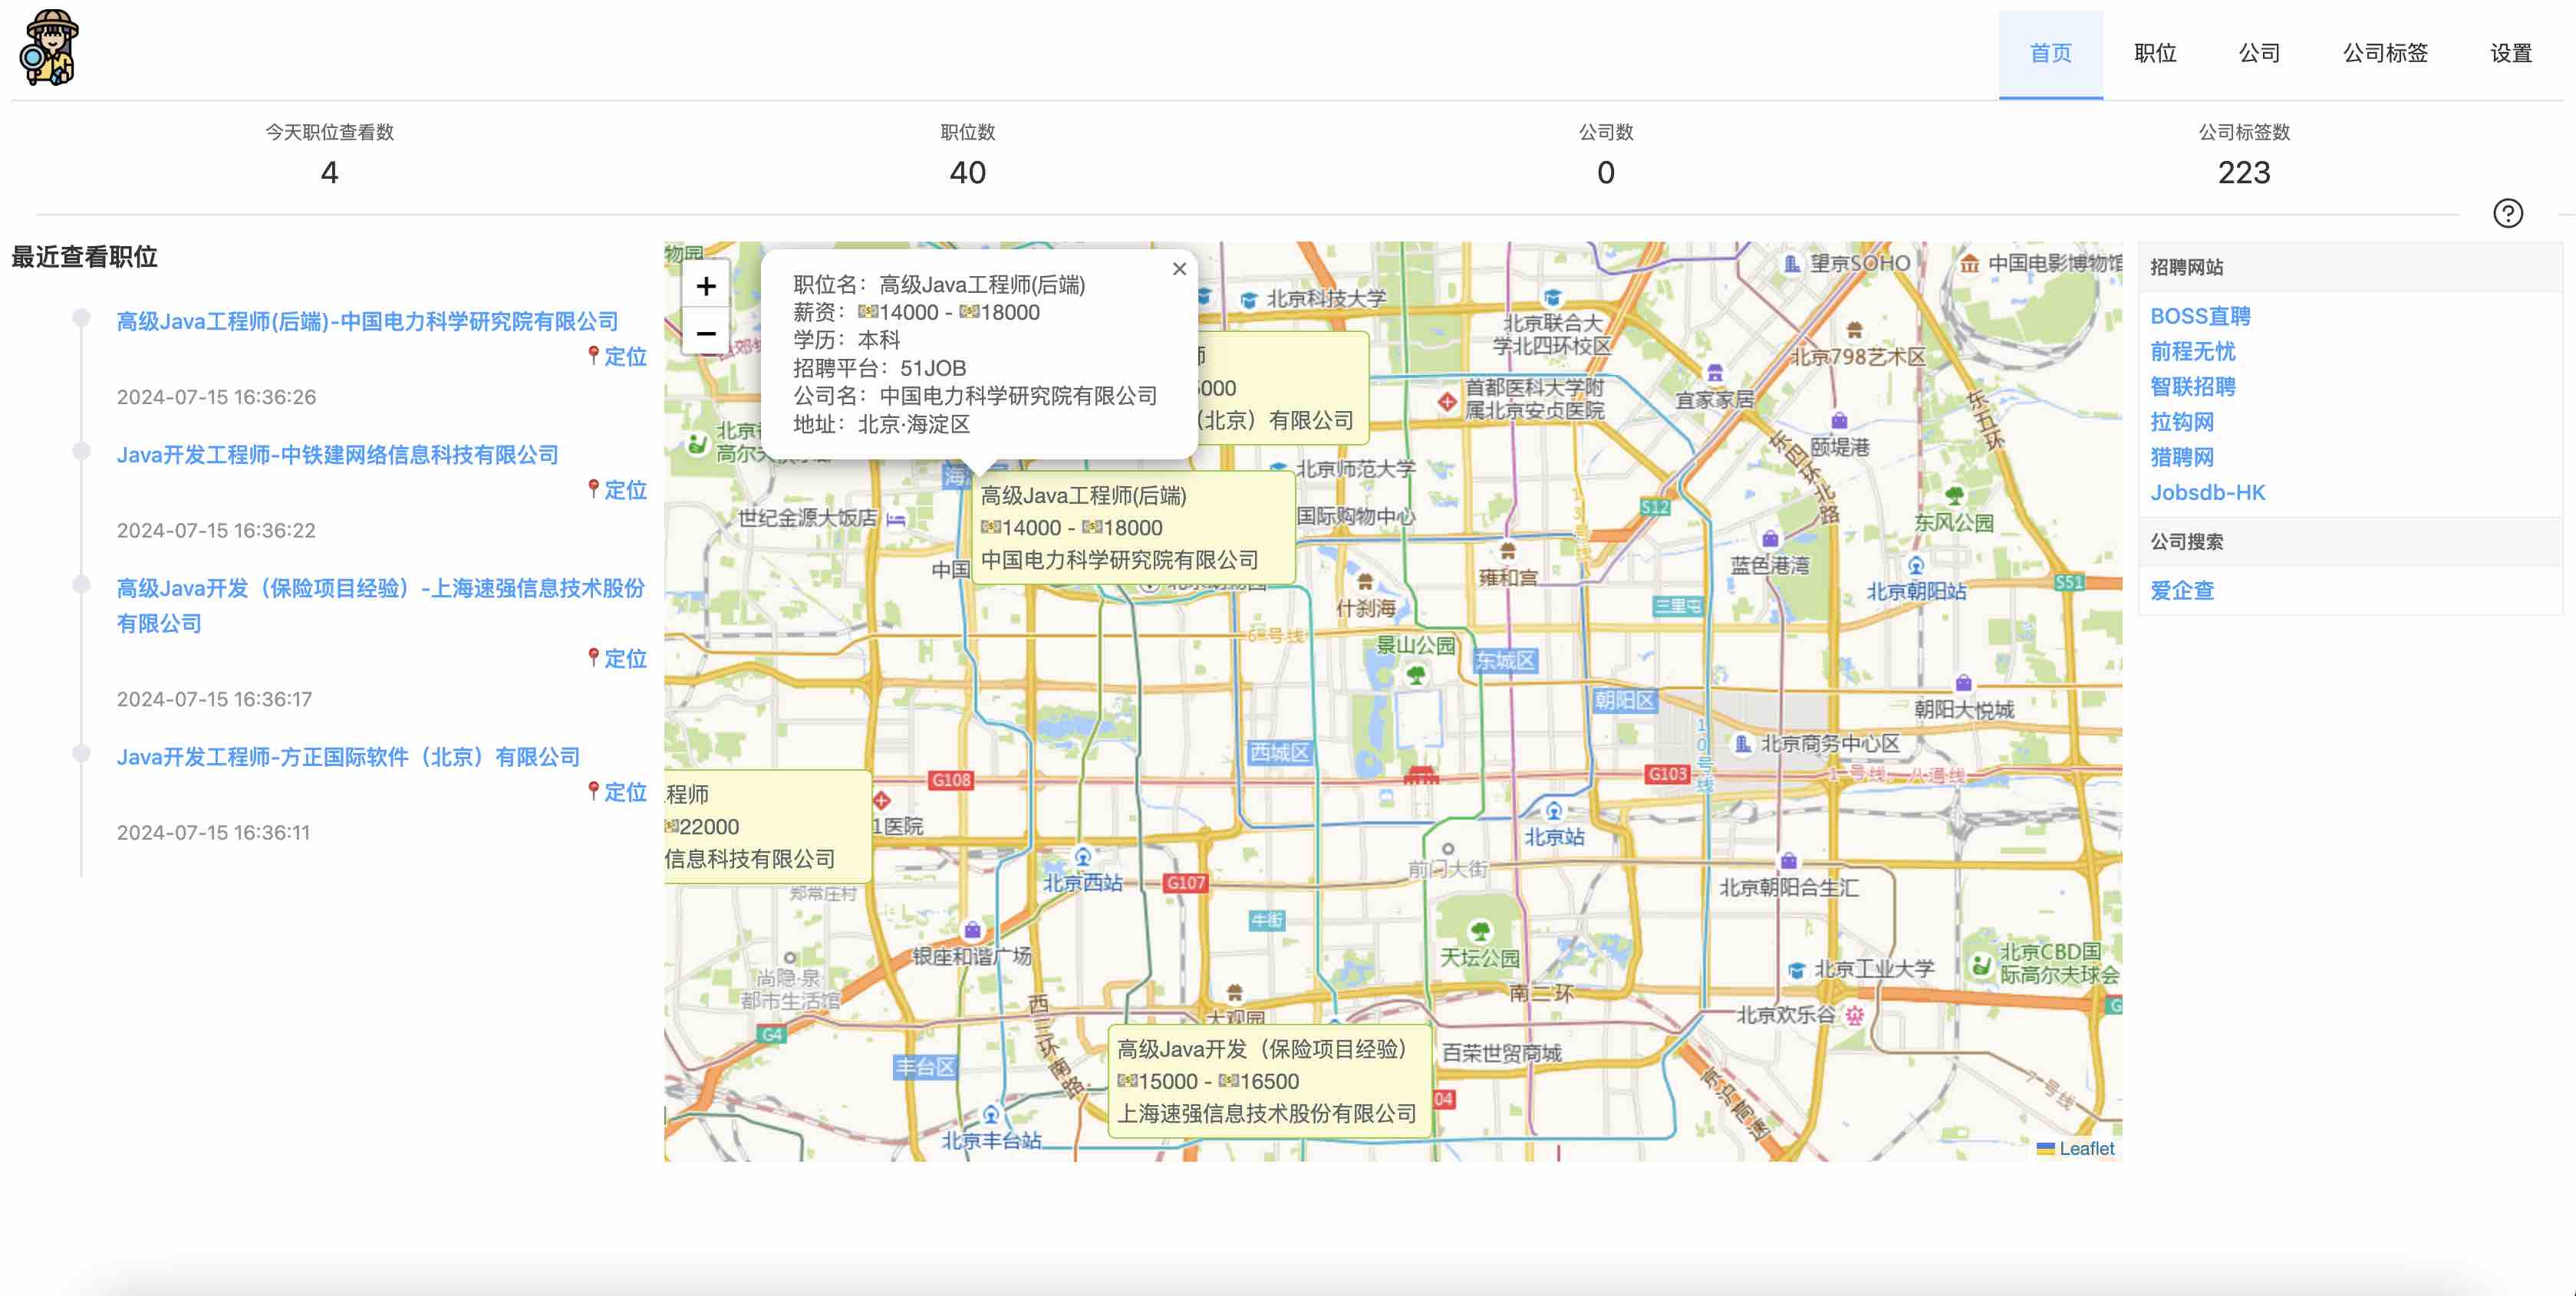 首页
职位
公司
公司标签
设置
今天职位查看数
4
职位数
40
公司数
0
公司标签数
223
最近查看职位
高级Java工程师(后端)-中国电力科学研究院有限公司
定位
2024-07-15 16:36:26
Java开发工程师-中铁建网络信息科技有限公司
定位
2024-07-15 16:36:22
高级Java开发（保险项目经验）-上海速强信息技术股份
有限公司
定位
2024-07-15 16:36:17
Java开发工程师-方正国际软件（北京）有限公司
定位
2024-07-15 16:36:11
物园
+
−
职位名：高级Java工程师(后端)
薪资：14000 - 18000
学历：本科
招聘平台：51JOB
公司名：中国电力科学研究院有限公司
地址：北京·海淀区
×
师
5000
（北京）有限公司
高级Java工程师(后端)
14000 - 18000
中国电力科学研究院有限公司
程师
22000
信息科技有限公司
高级Java开发（保险项目经验）
15000 - 16500
上海速强信息技术股份有限公司
望京SOHO
中国电影博物馆
北京科技大学
北京联合大
学北四环校区
北京798艺术区
首都医科大学附
属北京安贞医院
宜家家居
东五环
颐堤港
东四环北路
北京师范大学
世纪金源大饭店
国际购物中心
S12
13号线
东风公园
中国
雍和宫
蓝色港湾
北京朝阳站
S51
什刹海
三里屯
6号线
景山公园
东城区
朝阳区
朝阳大悦城
10号线
西城区
北京商务中心区
G108
G103
1号线、八通线
1医院
北京站
前门大街
北京西站
G107
郑常庄村
北京朝阳合生汇
牛街
银座和谐广场
天坛公园
北京CBD国
际高尔夫球会
尚隐·泉
都市生活馆
北京工业大学
南二环
西三环南路
大观园
北京欢乐谷
G4
丰台区
百荣世贸商城
04
京沪高速
7号线
北京丰台站
Leaflet
招聘网站
BOSS直聘
前程无忧
智联招聘
拉钩网
猎聘网
Jobsdb-HK
公司搜索
爱企查